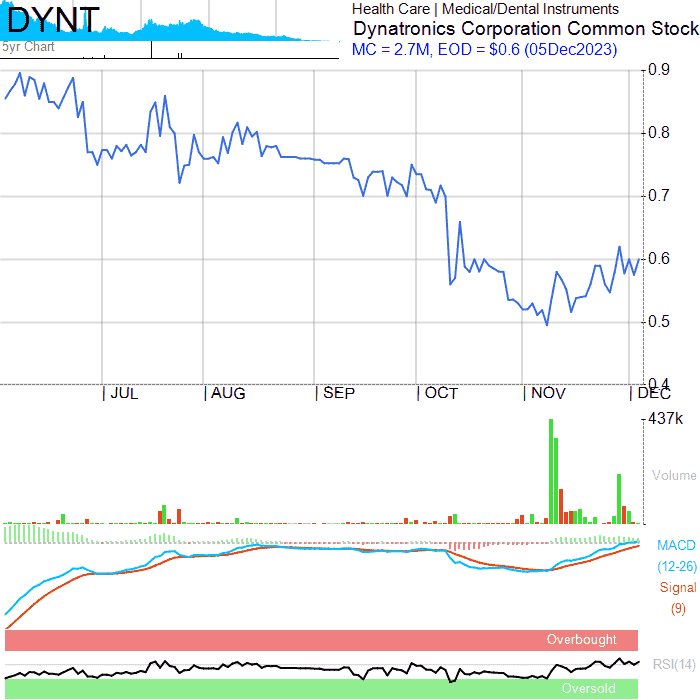 DYNT
5yr Chart
Health Care | Medical/Dental Instruments
Dynatronics Corporation Common Stock
MC = 2.7M, EOD = $0.6 (05Dec2023)
0.9
0.8
0.7
0.6
0.5
0.4
JUL AUG SEP OCT NOV DEC
437k
Volume
MACD
(12-26)
Signal
(9)
Overbought
RSI(14)
Oversold